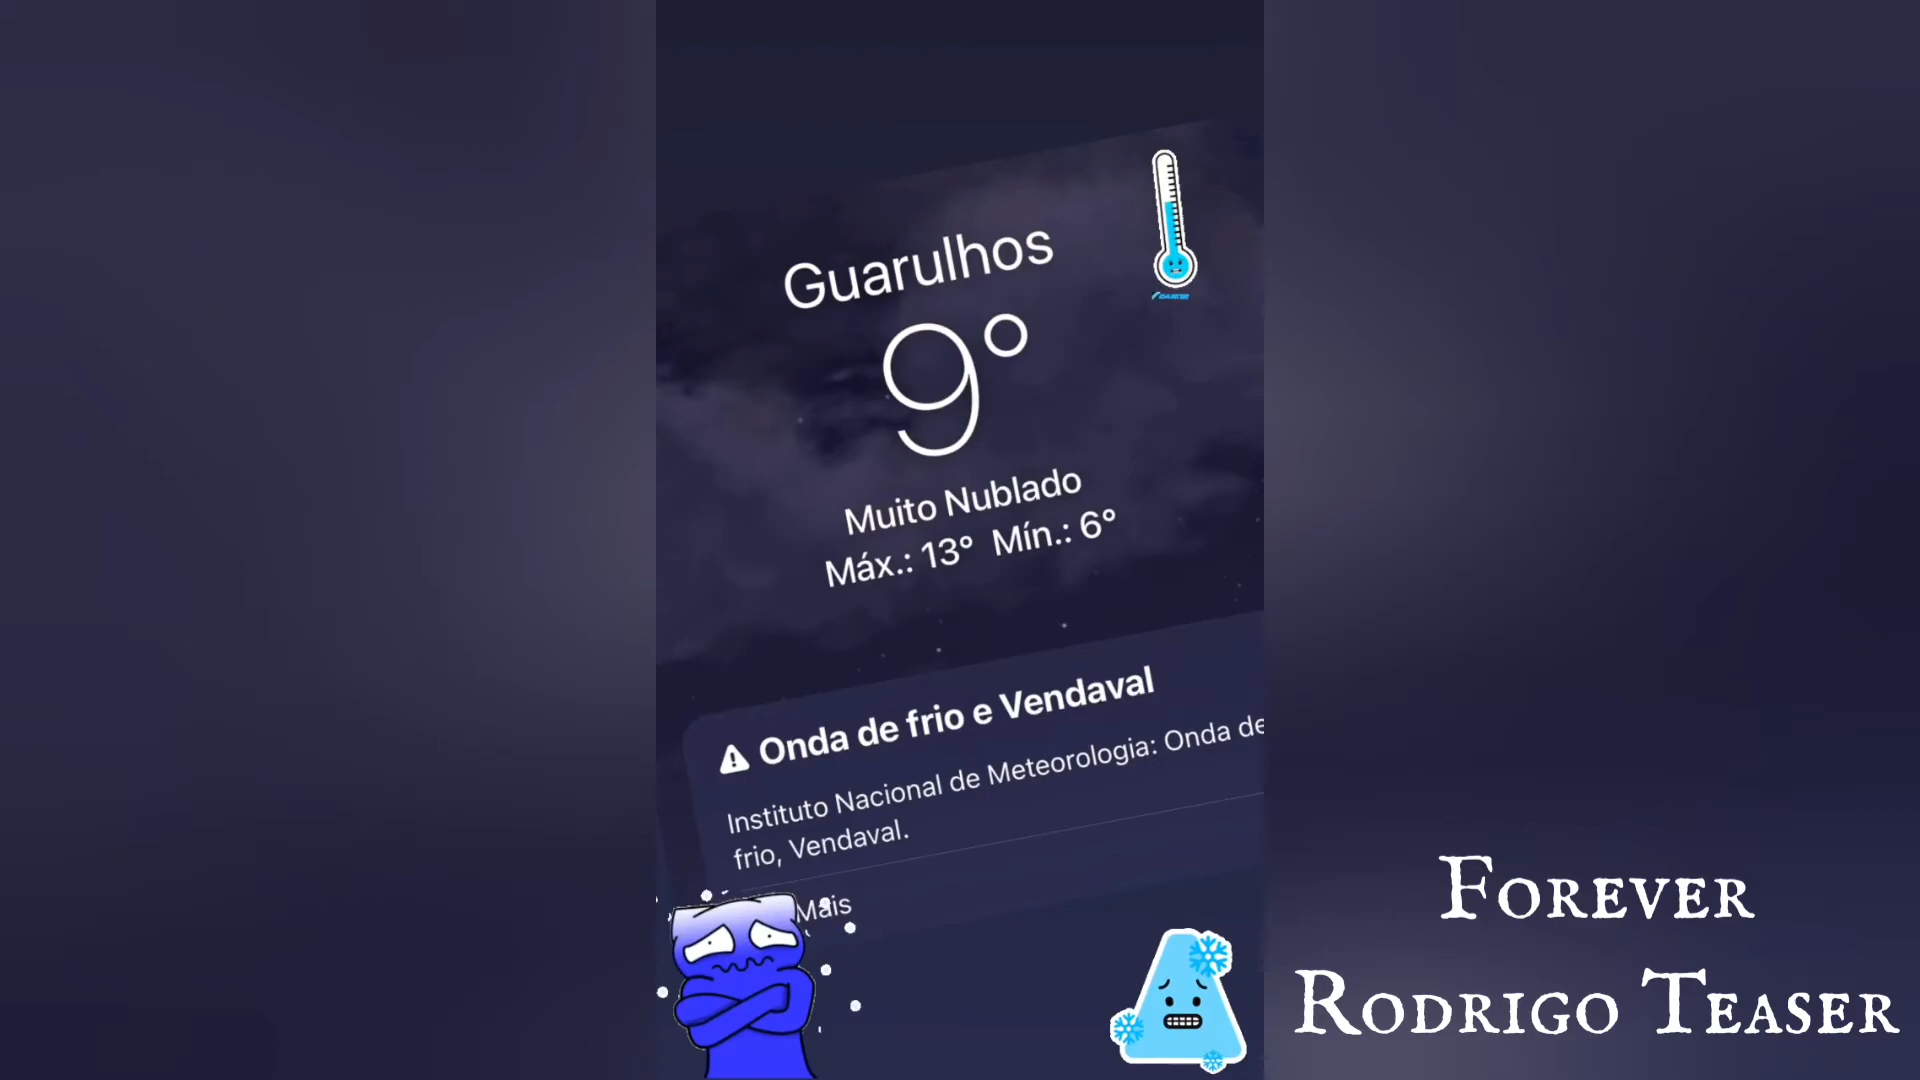 Guarulhos
9°
Muito Nublado
Máx.: 13° Mín.: 6°
Onda de frio e Vendaval
Instituto Nacional de Meteorologia: Onda de
frio, Vendaval.
Mais
Forever
Rodrigo Teaser